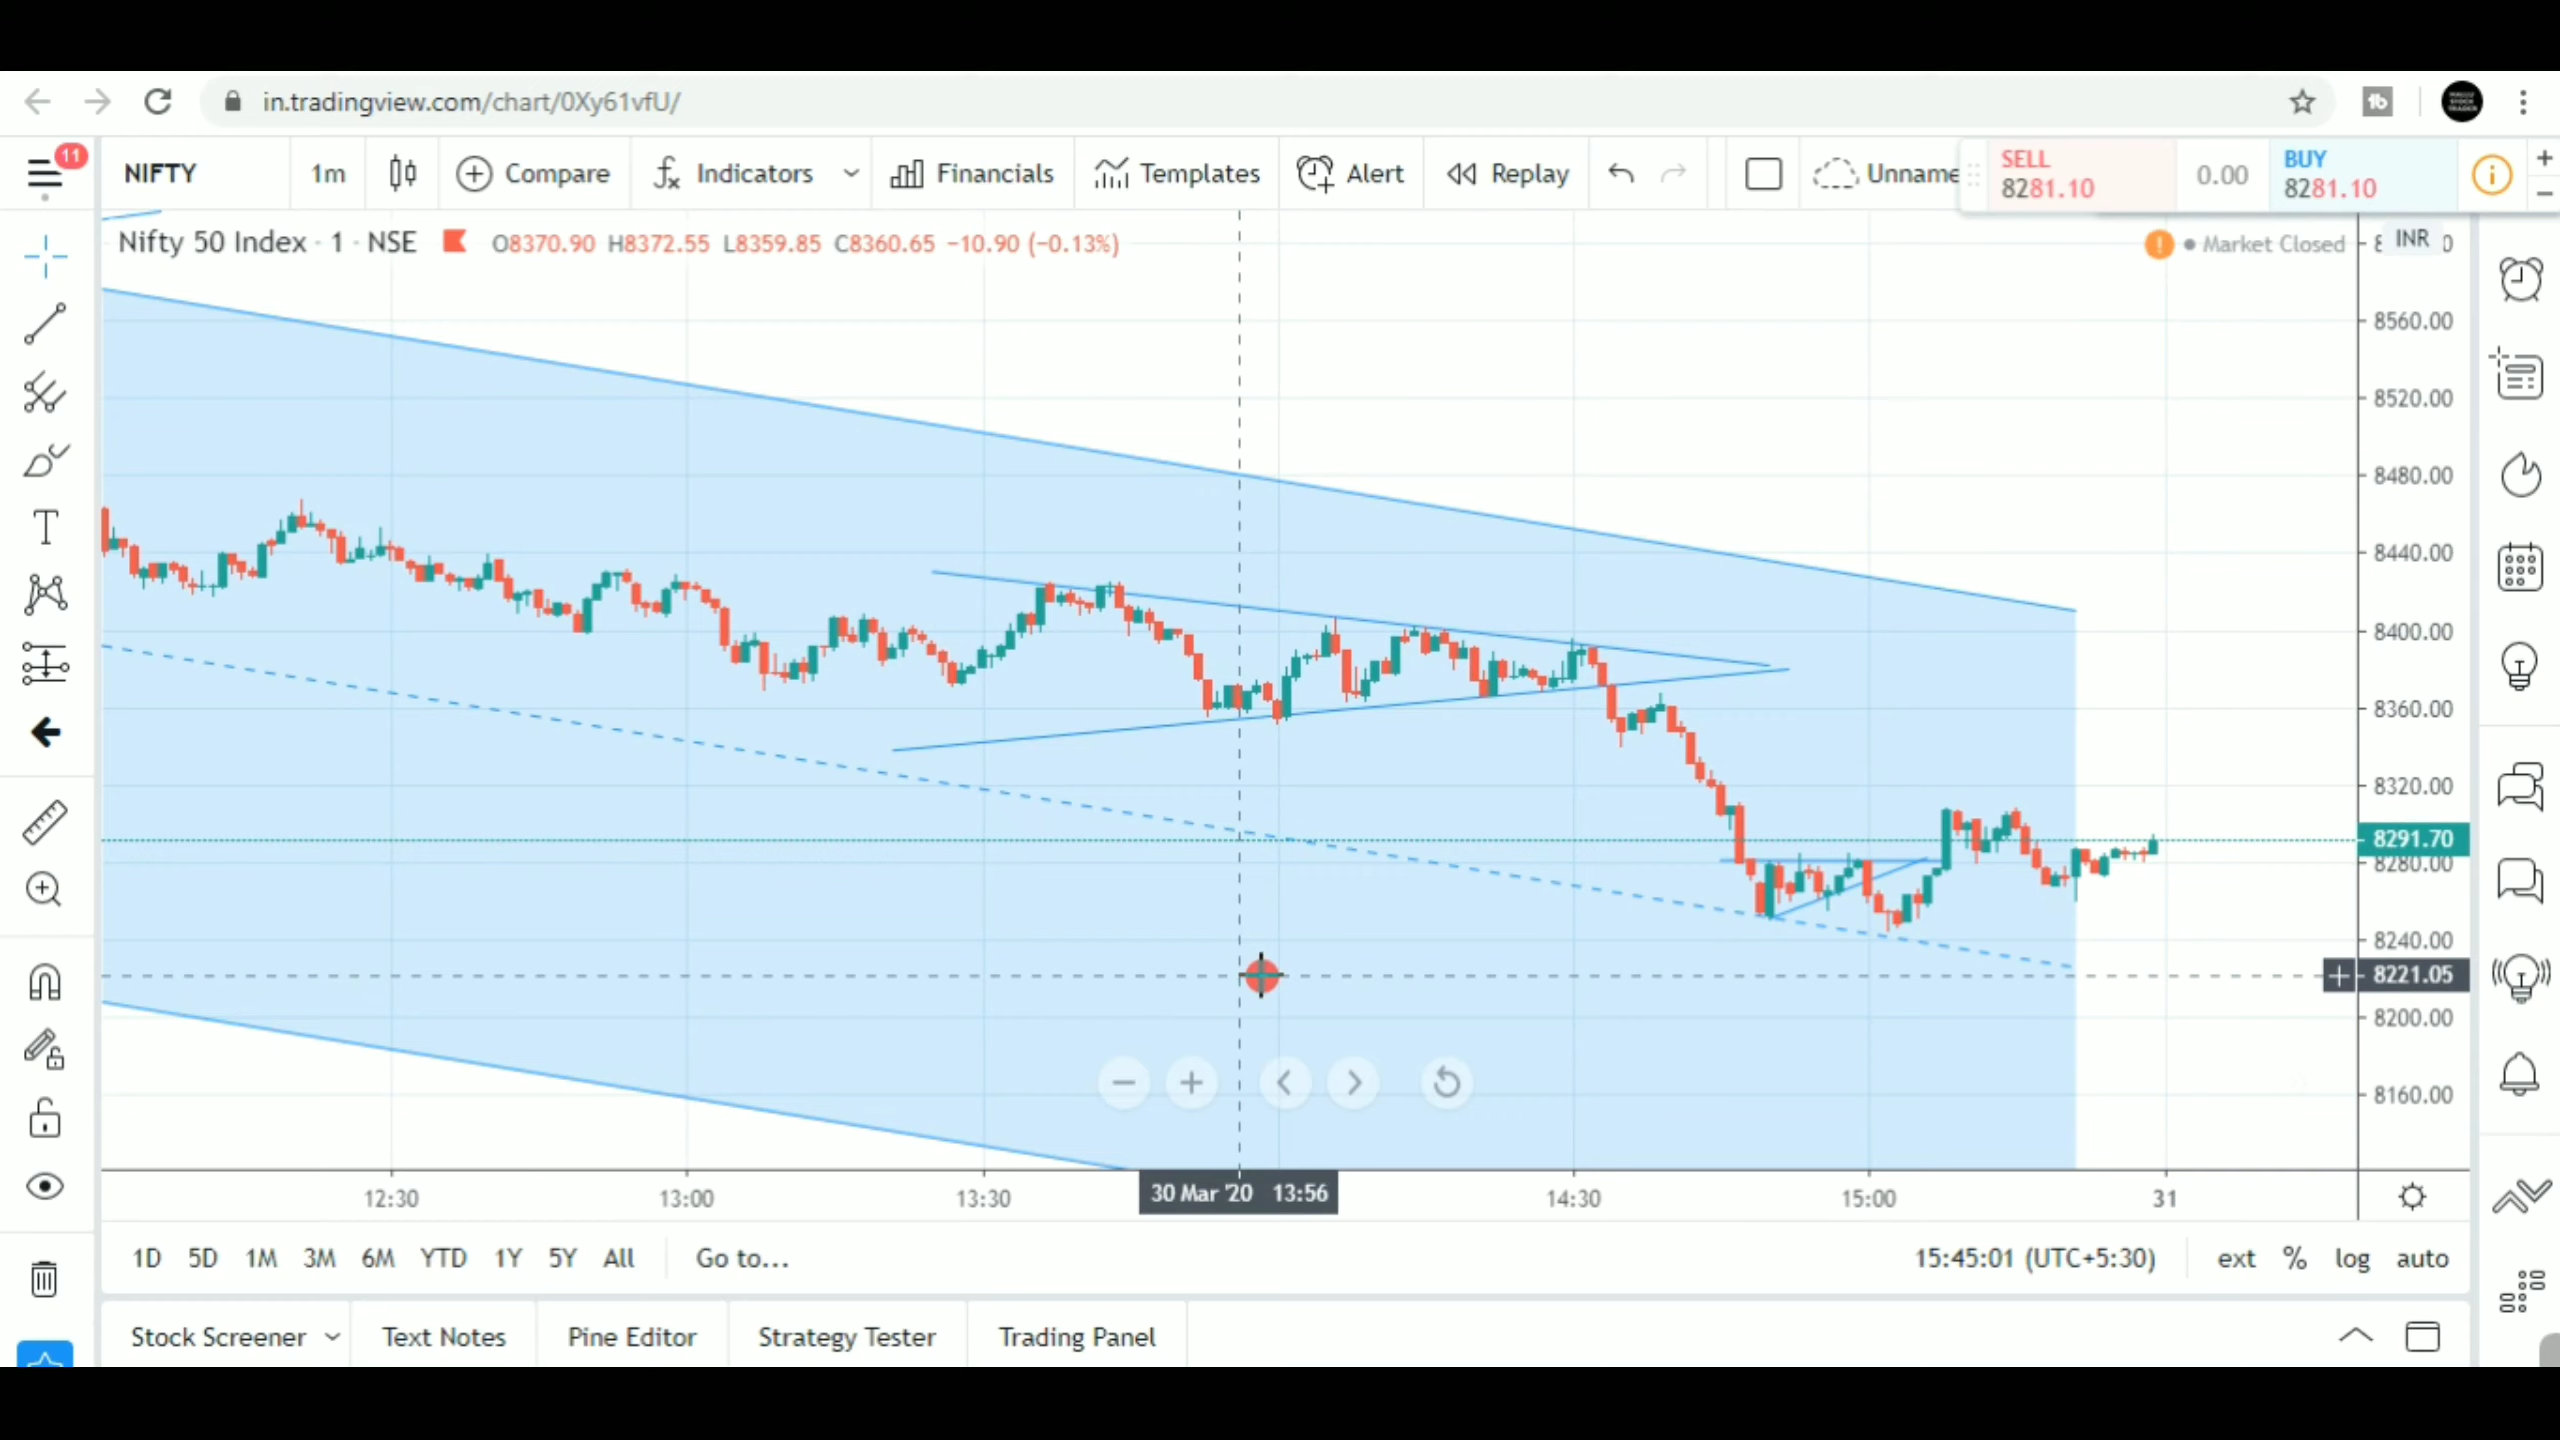 in.tradingview.com/chart/0Xy61vfU/
11
NIFTY 1m Compare Indicators Financials Templates Alert Replay Unname
SELL 8281.10 0.00 BUY 8281.10
Nifty 50 Index · 1 · NSE O8370.90 H8372.55 L8359.85 C8360.65 −10.90 (−0.13%)
Market Closed
INR
8560.00
8520.00
8480.00
8440.00
8400.00
8360.00
8320.00
8291.70
8280.00
8240.00
8221.05
8200.00
8160.00
12:30 13:00 13:30 30 Mar '20 13:56 14:30 15:00 31
1D 5D 1M 3M 6M YTD 1Y 5Y All Go to... 15:45:01 (UTC+5:30) ext % log auto
Stock Screener Text Notes Pine Editor Strategy Tester Trading Panel